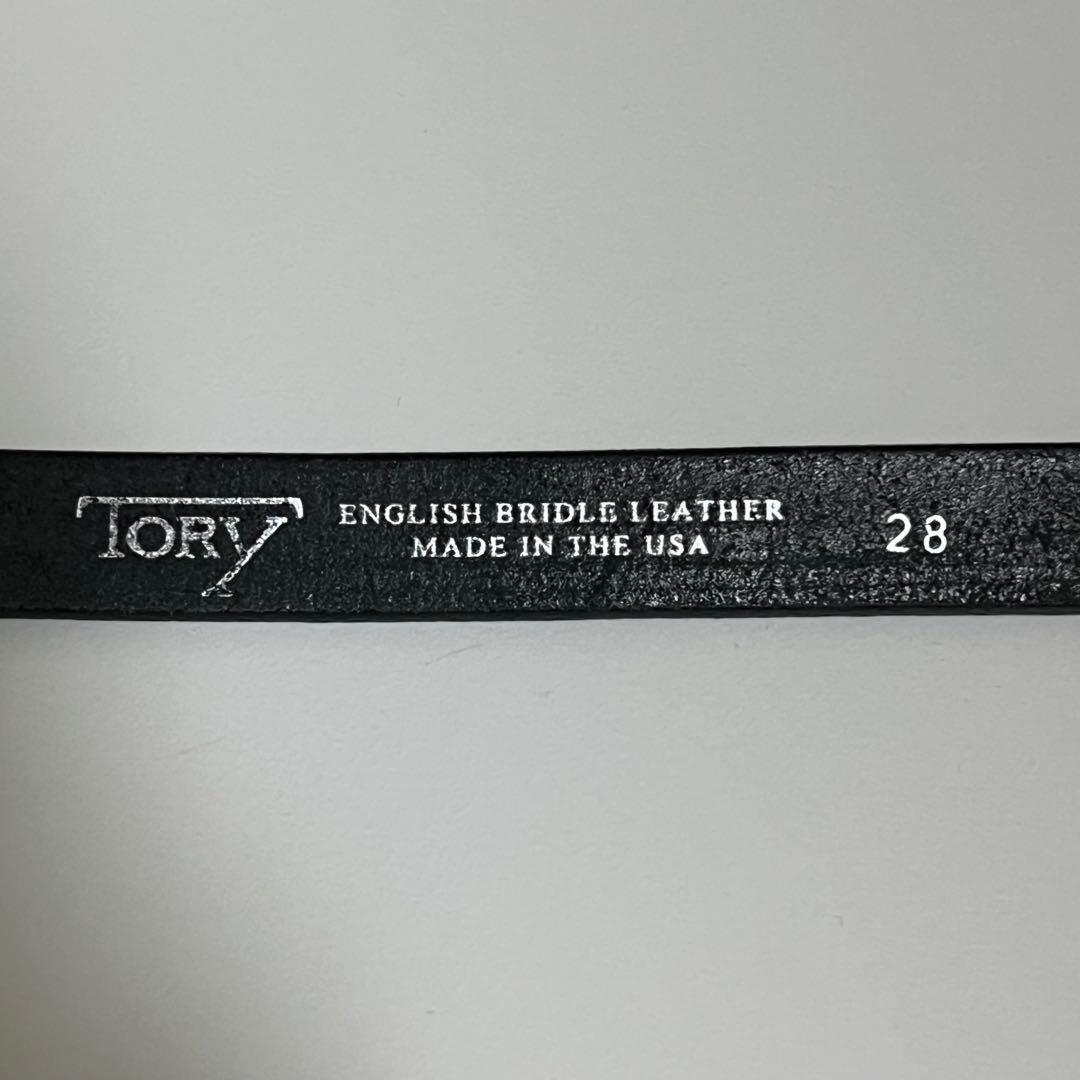 TORY
ENGLISH BRIDLE LEATHER
MADE IN THE USA
28